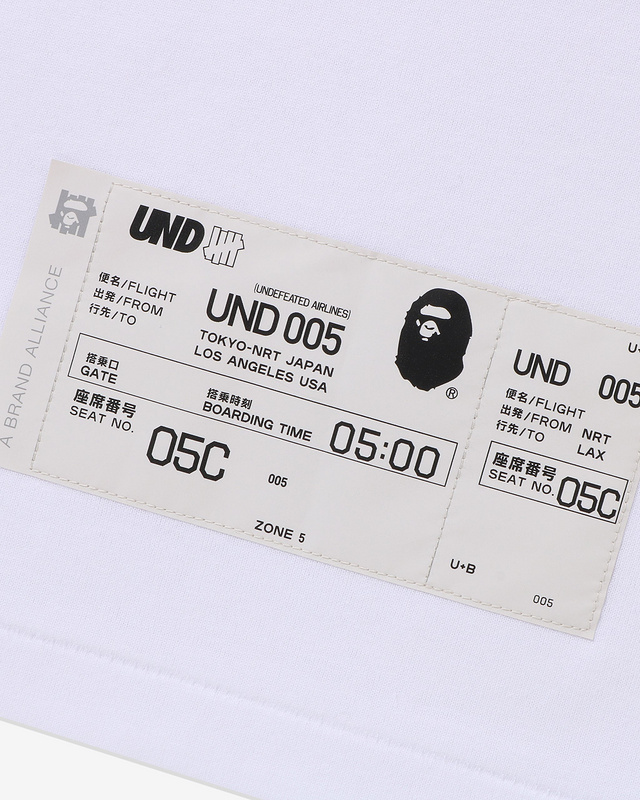 A BRAND ALLIANCE
UND
便名/FLIGHT
出発/FROM
行先/TO
(UNDEFEATED AIRLINES)
UND 005
TOKYO-NRT JAPAN
LOS ANGELES USA
®
搭乗口
GATE
搭乗時刻
BOARDING TIME
05:00
座席番号
SEAT NO.
05C
005
ZONE 5
UND 005
便名/FLIGHT
出発/FROM NRT
行先/TO LAX
座席番号
SEAT NO. 05C
U+B
005